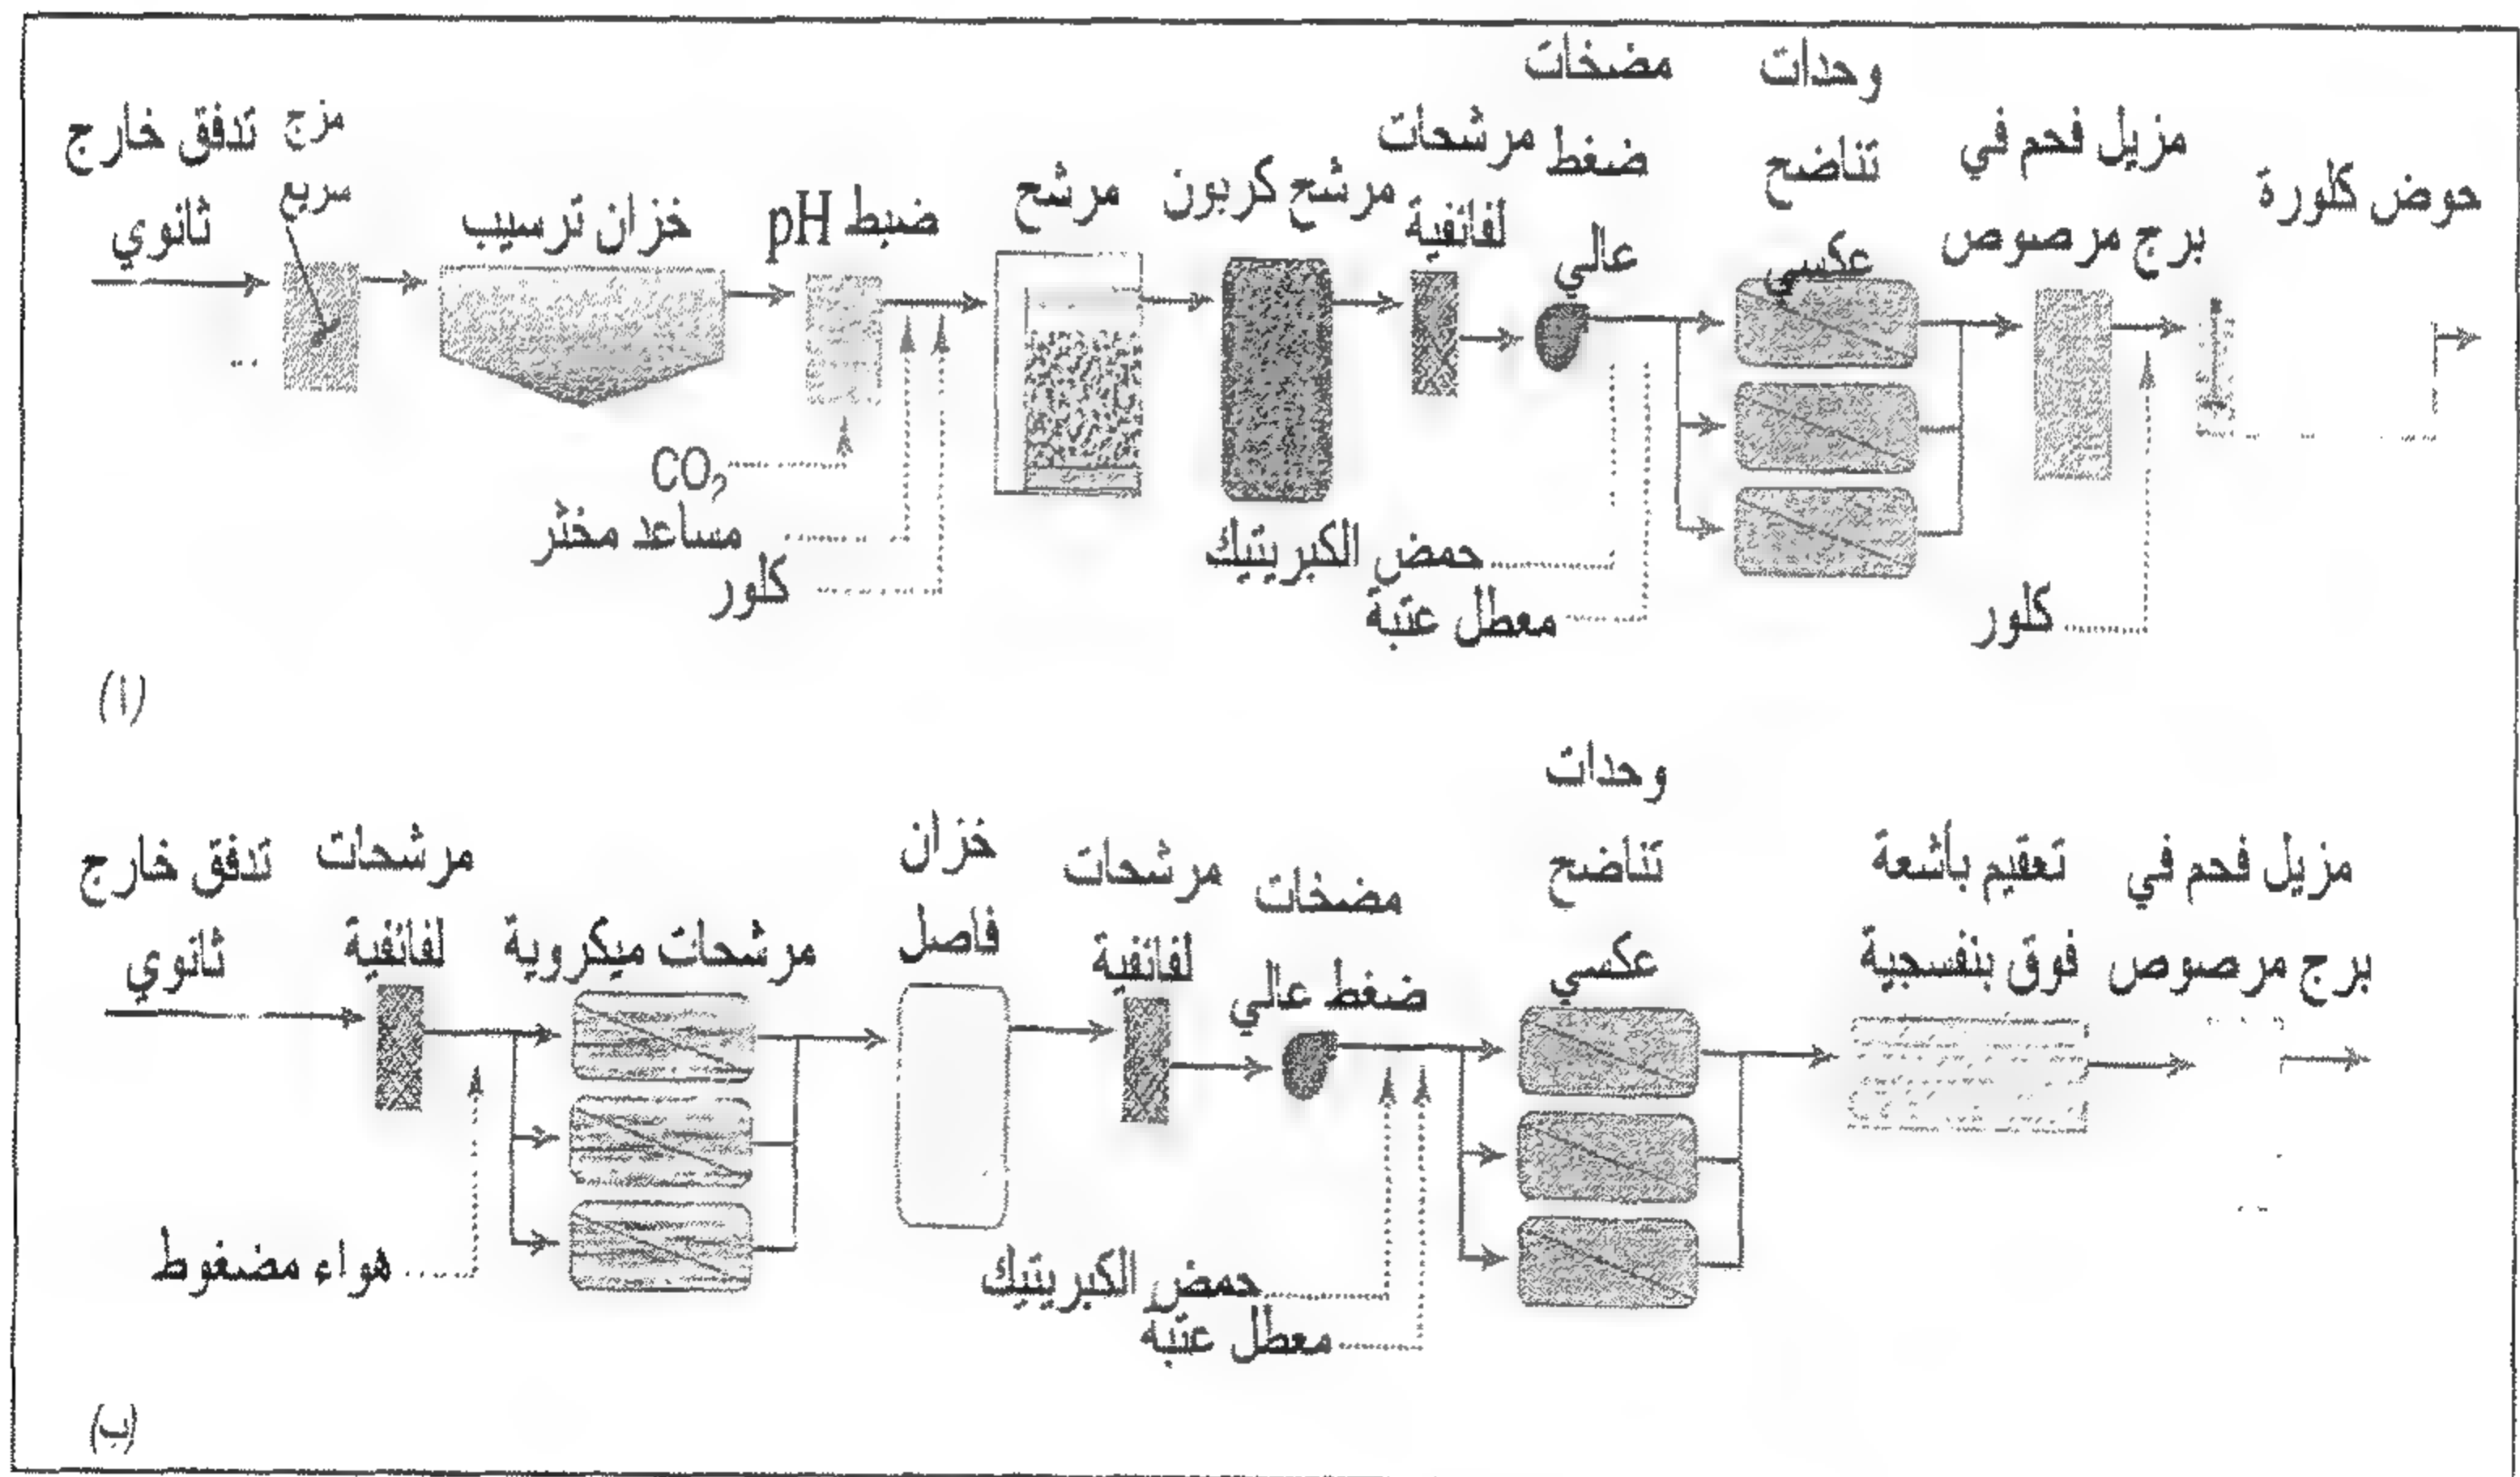 تدفق خارج
ثانوي
مزج
سريع
خزان ترسيب
ضبط pH
مرشح
مرشح كربون
مرشحات
لفائفية
مضخات
ضغط
عالي
وحدات
تناضح
عكسي
مزيل فحم في
برج مرصوص
حوض كلورة
CO₂
مساعد مخثر
كلور
حمض الكبريتيك
معطل عتبة
كلور
(أ)
تدفق خارج
ثانوي
مرشحات
لفائفية
مرشحات ميكروية
خزان
فاصل
مرشحات
لفائفية
مضخات
ضغط عالي
وحدات
تناضح
عكسي
تعقيم بأشعة
فوق بنفسجية
مزيل فحم في
برج مرصوص
هواء مضغوط
حمض الكبريتيك
معطل عتبة
(ب)